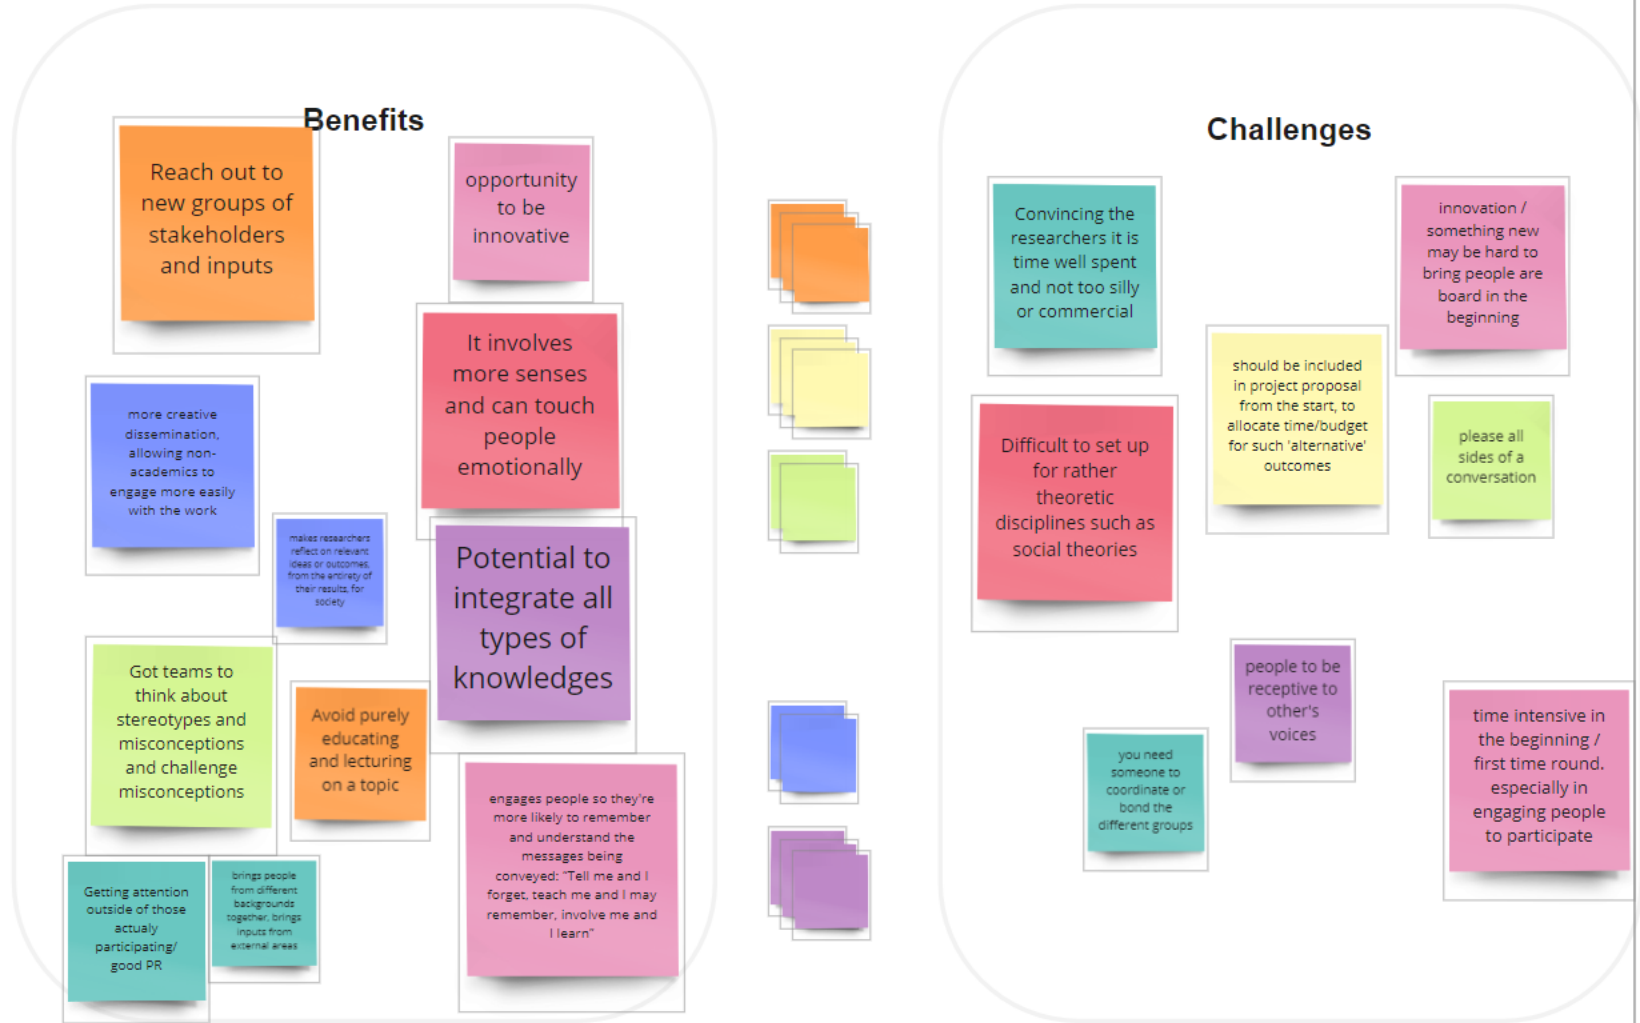 Benefits
Reach out to
new groups of
stakeholders
and inputs
opportunity
to be
innovative
It involves
more senses
and can touch
people
emotionally
more creative
dissemination,
allowing non-
academics to
engage more easily
with the work
makes researchers
reflect on relevant
ideas or outcomes,
from the entirety of
their results, for
society
Potential to
integrate all
types of
knowledges
Got teams to
think about
stereotypes and
misconceptions
and challenge
misconceptions
Avoid purely
educating
and lecturing
on a topic
engages people so they're
more likely to remember
and understand the
messages being
conveyed: "Tell me and I
forget, teach me and I may
remember, involve me and
I learn"
Getting attention
outside of those
actualy
participating/
good PR
brings people
from different
backgrounds
together, brings
inputs from
external areas
Challenges
Convincing the
researchers it is
time well spent
and not too silly
or commercial
innovation /
something new
may be hard to
bring people are
board in the
beginning
should be included
in project proposal
from the start, to
allocate time/budget
for such 'alternative'
outcomes
please all
sides of a
conversation
Difficult to set up
for rather
theoretic
disciplines such as
social theories
people to be
receptive to
other's
voices
you need
someone to
coordinate or
bond the
different groups
time intensive in
the beginning /
first time round.
especially in
engaging people
to participate